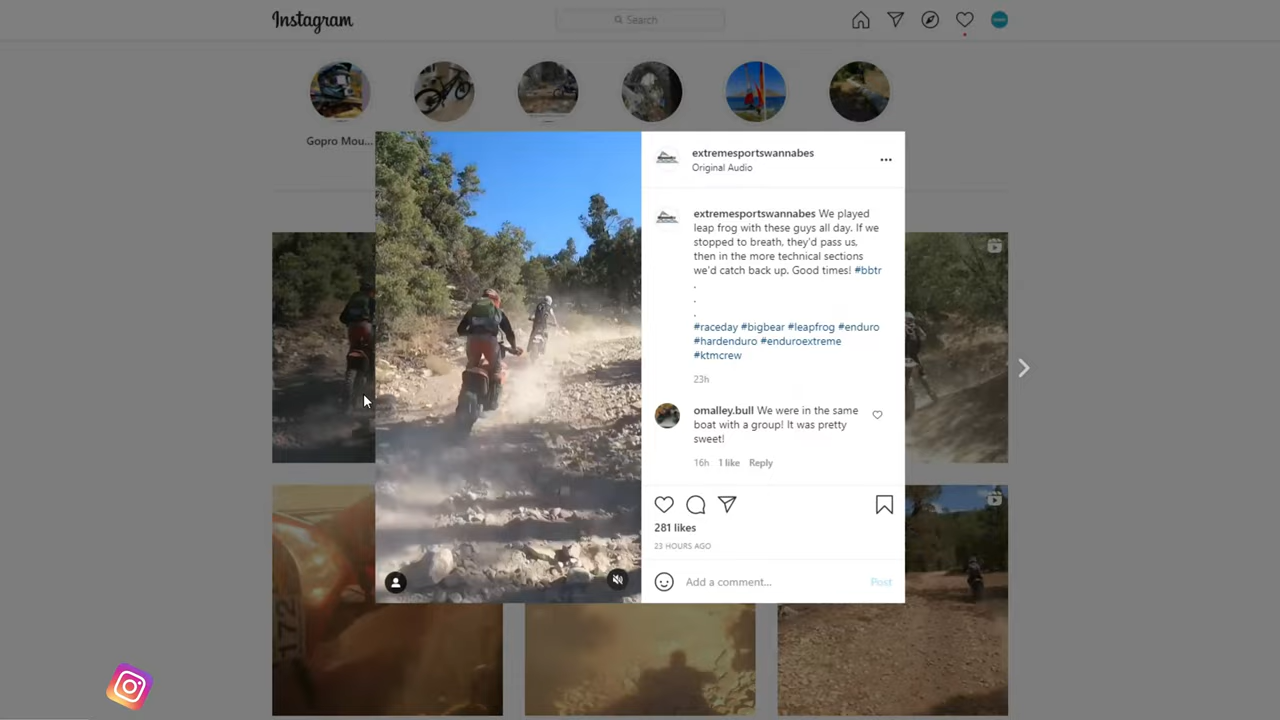 Instagram
Search
Gopro Mou...
extremesportswannabes
Original Audio
extremesportswannabes We played
leap frog with these guys all day. If we
stopped to breath, they'd pass us,
then in the more technical sections
we'd catch back up. Good times! #bbtr
.
.
.
#raceday #bigbear #leapfrog #enduro
#hardenduro #enduroextreme
#ktmcrew
23h
omalley.bull We were in the same
boat with a group! It was pretty
sweet!
16h 1 like Reply
281 likes
23 HOURS AGO
Add a comment...
Post